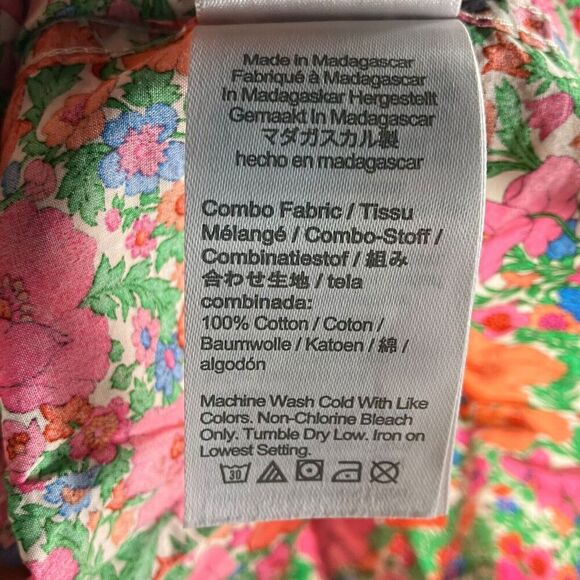 Made in Madagascar
Fabriqué à Madagascar
In Madagaskar Hergestellt
Gemaakt In Madagascar
マダガスカル製
hecho en madagascar
Combo Fabric / Tissu
Mélangé / Combo-Stoff /
Combinatiestof / 組み
合わせ生地 / tela
combinada:
100% Cotton / Coton /
Baumwolle / Katoen / 綿 /
algodón
Machine Wash Cold With Like
Colors. Non-Chlorine Bleach
Only. Tumble Dry Low. Iron on
Lowest Setting.
30